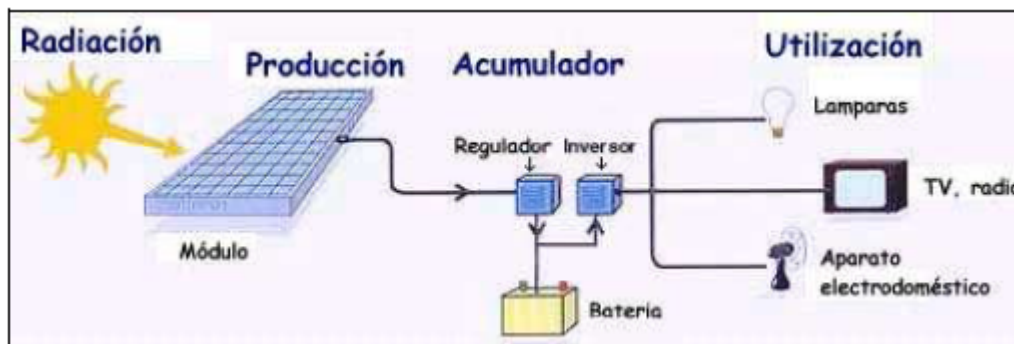 Radiación
Producción
Acumulador
Utilización
Lamparas
Regulador
Inversor
TV, radio
Módulo
Aparato
electrodoméstico
Bateria